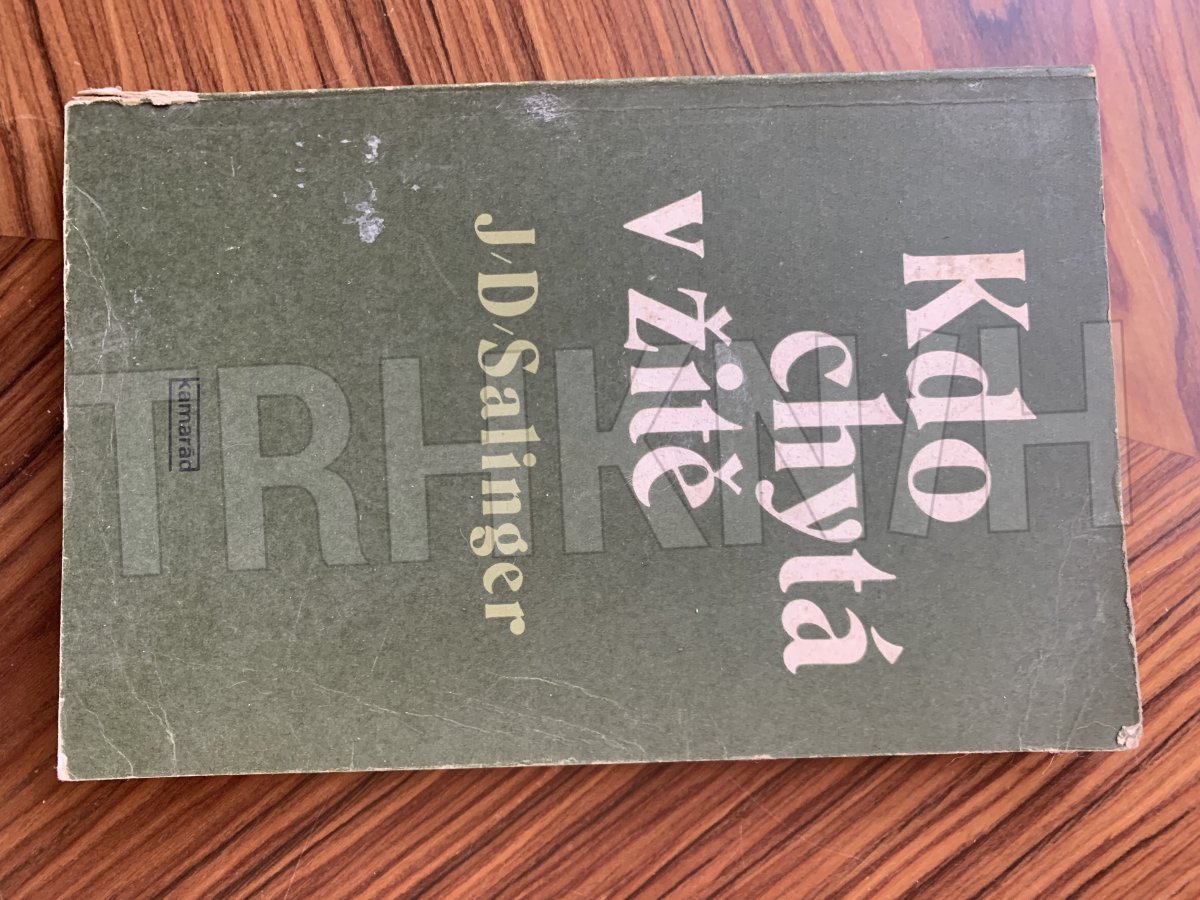 Kdo
chytá
v Žitě
J/D/Salinger
kamarád
TRHKNIH